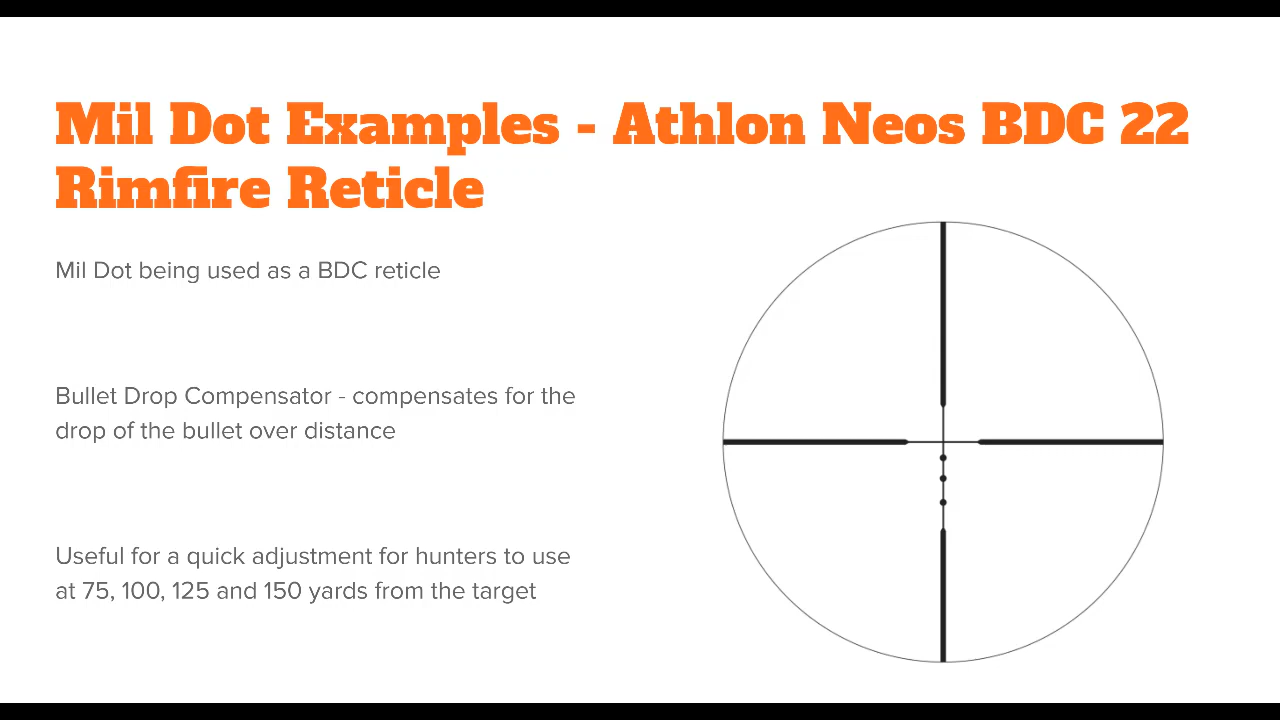 Mil Dot Examples - Athlon Neos BDC 22
Rimfire Reticle
Mil Dot being used as a BDC reticle
Bullet Drop Compensator - compensates for the
drop of the bullet over distance
Useful for a quick adjustment for hunters to use
at 75, 100, 125 and 150 yards from the target